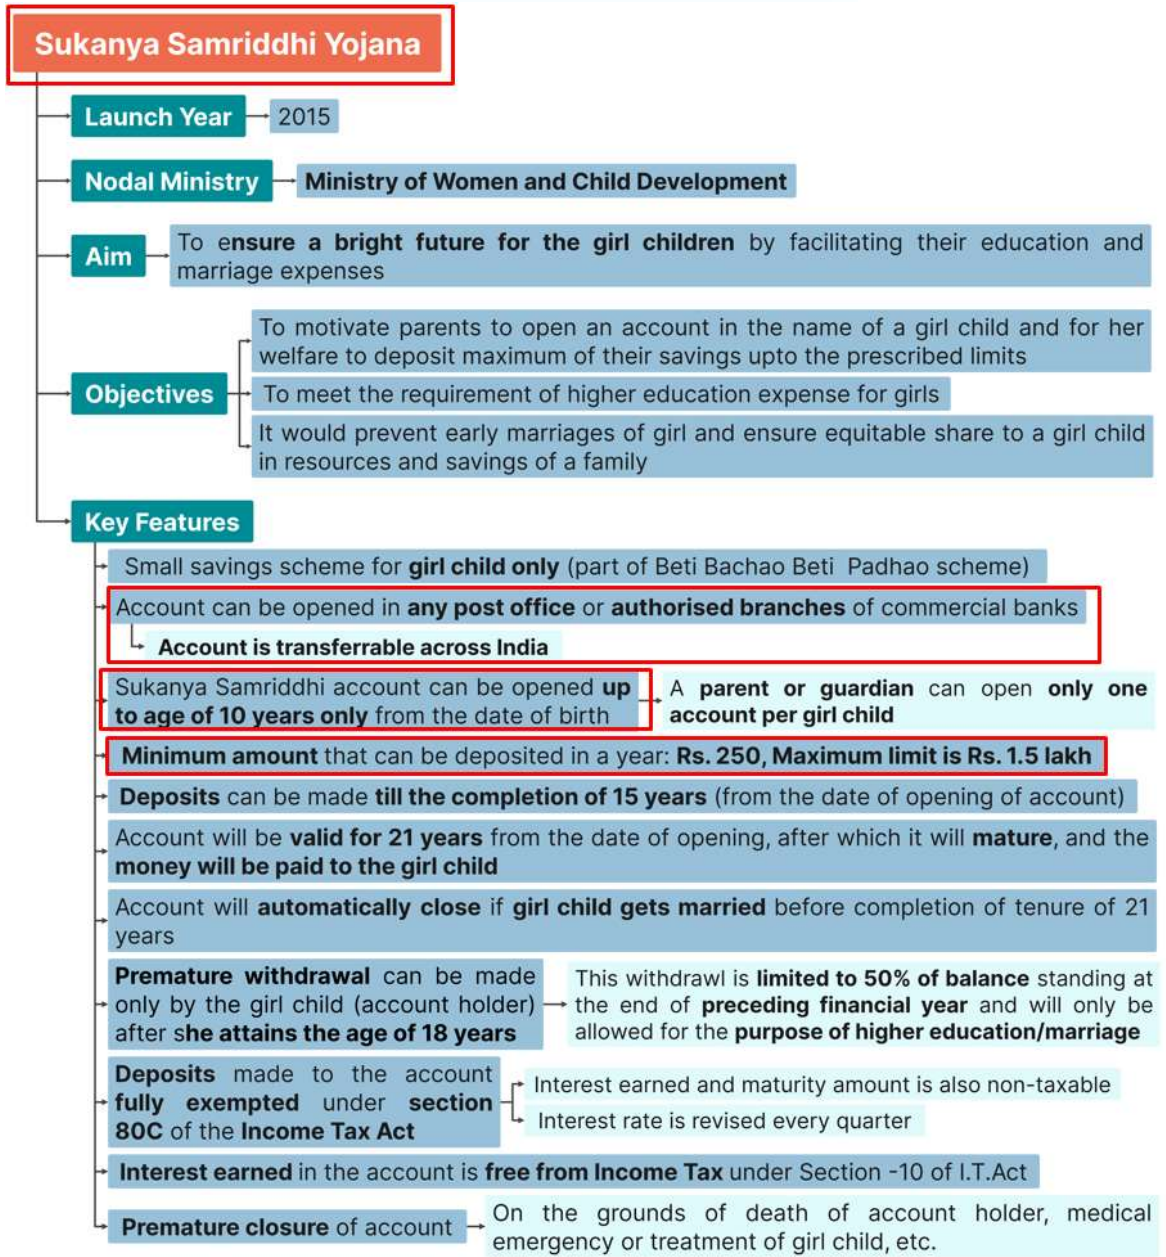 Sukanya Samriddhi Yojana
Launch Year
2015
Nodal Ministry
Ministry of Women and Child Development
Aim
To ensure a bright future for the girl children by facilitating their education and
marriage expenses
Objectives
To motivate parents to open an account in the name of a girl child and for her
welfare to deposit maximum of their savings upto the prescribed limits
To meet the requirement of higher education expense for girls
It would prevent early marriages of girl and ensure equitable share to a girl child
in resources and savings of a family
Key Features
Small savings scheme for girl child only (part of Beti Bachao Beti Padhao scheme)
Account can be opened in any post office or authorised branches of commercial banks
Account is transferrable across India
Sukanya Samriddhi account can be opened up
to age of 10 years only from the date of birth
A parent or guardian can open only one
account per girl child
Minimum amount that can be deposited in a year: Rs. 250, Maximum limit is Rs. 1.5 lakh
Deposits can be made till the completion of 15 years (from the date of opening of account)
Account will be valid for 21 years from the date of opening, after which it will mature, and the
money will be paid to the girl child
Account will automatically close if girl child gets married before completion of tenure of 21
years
Premature withdrawal can be made
only by the girl child (account holder)
after she attains the age of 18 years
This withdrawl is limited to 50% of balance standing at
the end of preceding financial year and will only be
allowed for the purpose of higher education/marriage
Deposits made to the account
fully exempted under section
80C of the Income Tax Act
Interest earned and maturity amount is also non-taxable
Interest rate is revised every quarter
Interest earned in the account is free from Income Tax under Section -10 of I.T.Act
Premature closure of account
On the grounds of death of account holder, medical
emergency or treatment of girl child, etc.